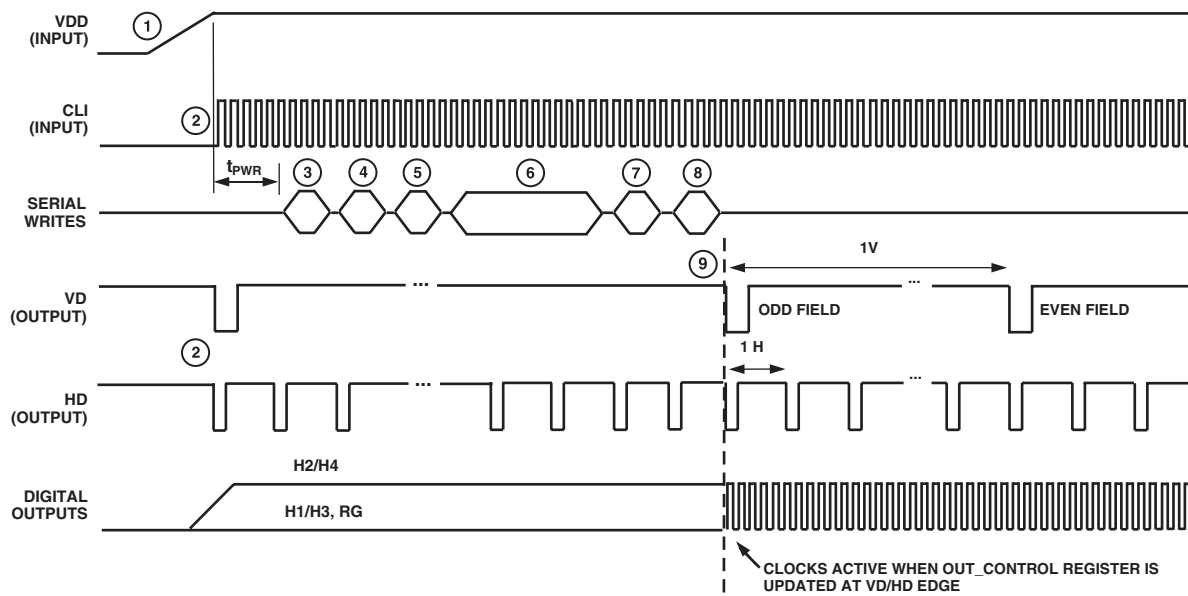 VDD
(INPUT)
1
CLI
(INPUT)
2
tPWR
SERIAL
WRITES
3
4
5
6
7
8
9
1V
VD
(OUTPUT)
...
...
ODD FIELD
EVEN FIELD
2
1 H
HD
(OUTPUT)
...
...
H2/H4
DIGITAL
OUTPUTS
H1/H3, RG
CLOCKS ACTIVE WHEN OUT_CONTROL REGISTER IS
UPDATED AT VD/HD EDGE